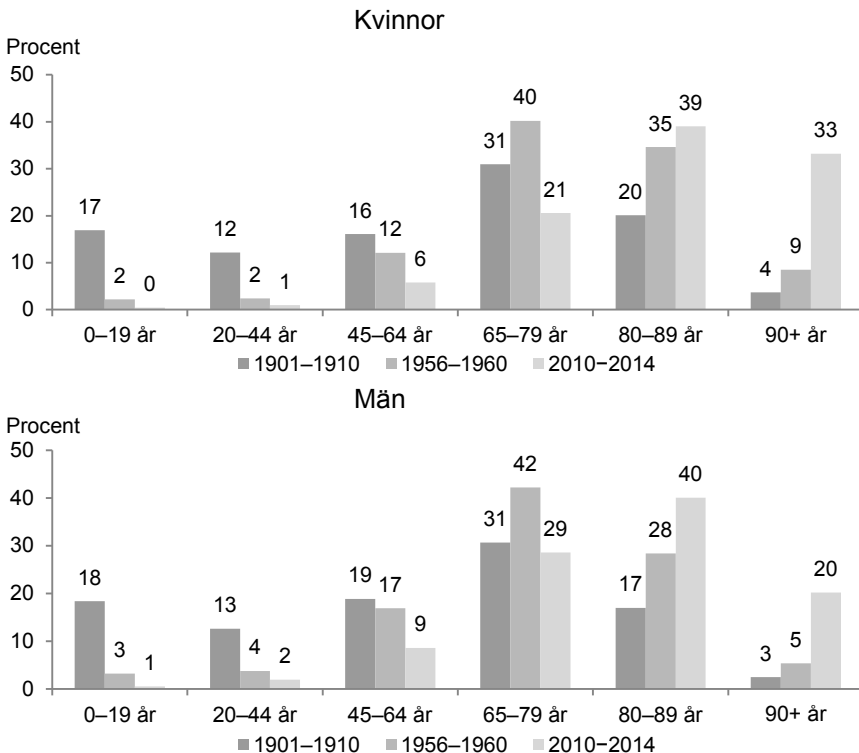 Kvinnor
Procent
50
40
30
20
10
0
17 2 0
12 2 1
16 12 6
31 40 21
20 35 39
4 9 33
0–19 år 20–44 år 45–64 år 65–79 år 80–89 år 90+ år
1901–1910 1956–1960 2010−2014
Män
Procent
50
40
30
20
10
0
18 3 1
13 4 2
19 17 9
31 42 29
17 28 40
3 5 20
0–19 år 20–44 år 45–64 år 65–79 år 80–89 år 90+ år
1901–1910 1956–1960 2010−2014